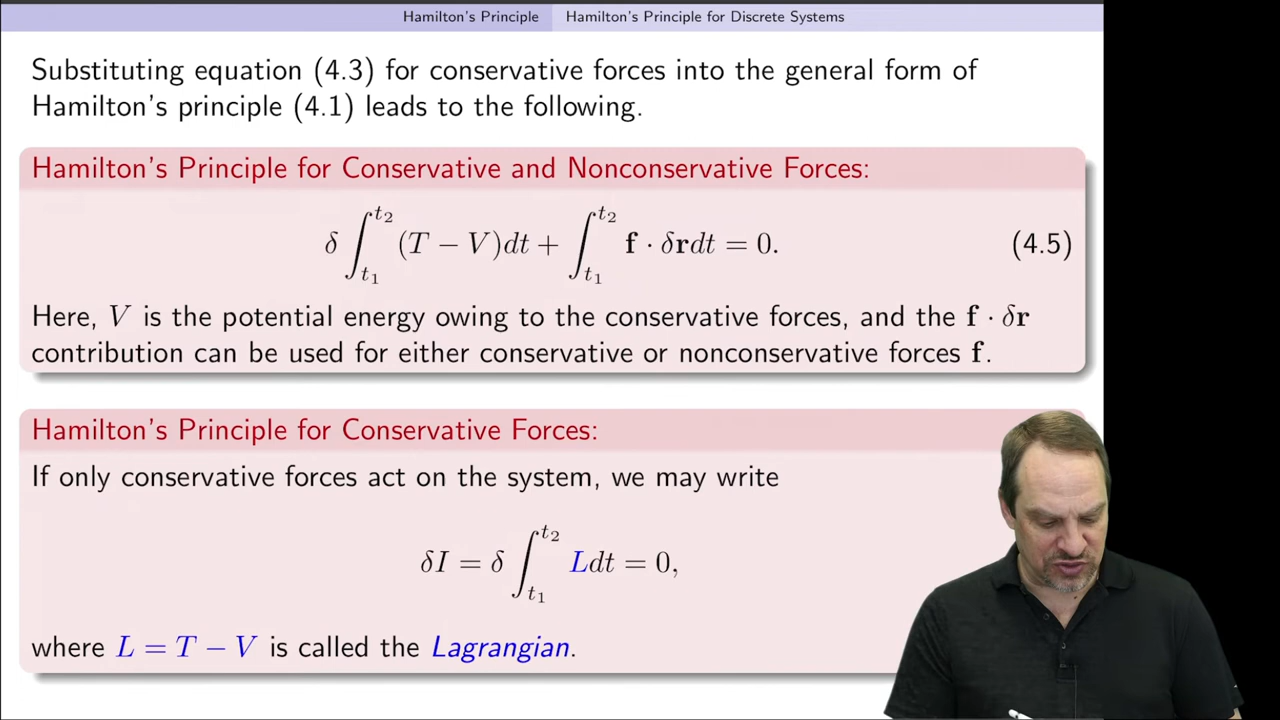 Hamilton's Principle Hamilton's Principle for Discrete Systems
Substituting equation (4.3) for conservative forces into the general form of
Hamilton's principle (4.1) leads to the following.
Hamilton's Principle for Conservative and Nonconservative Forces:
δ ∫_{t₁}^{t₂} (T − V)dt + ∫_{t₁}^{t₂} f · δrdt = 0. (4.5)
Here, V is the potential energy owing to the conservative forces, and the f · δr
contribution can be used for either conservative or nonconservative forces f.
Hamilton's Principle for Conservative Forces:
If only conservative forces act on the system, we may write
δI = δ ∫_{t₁}^{t₂} Ldt = 0,
where L = T − V is called the Lagrangian.